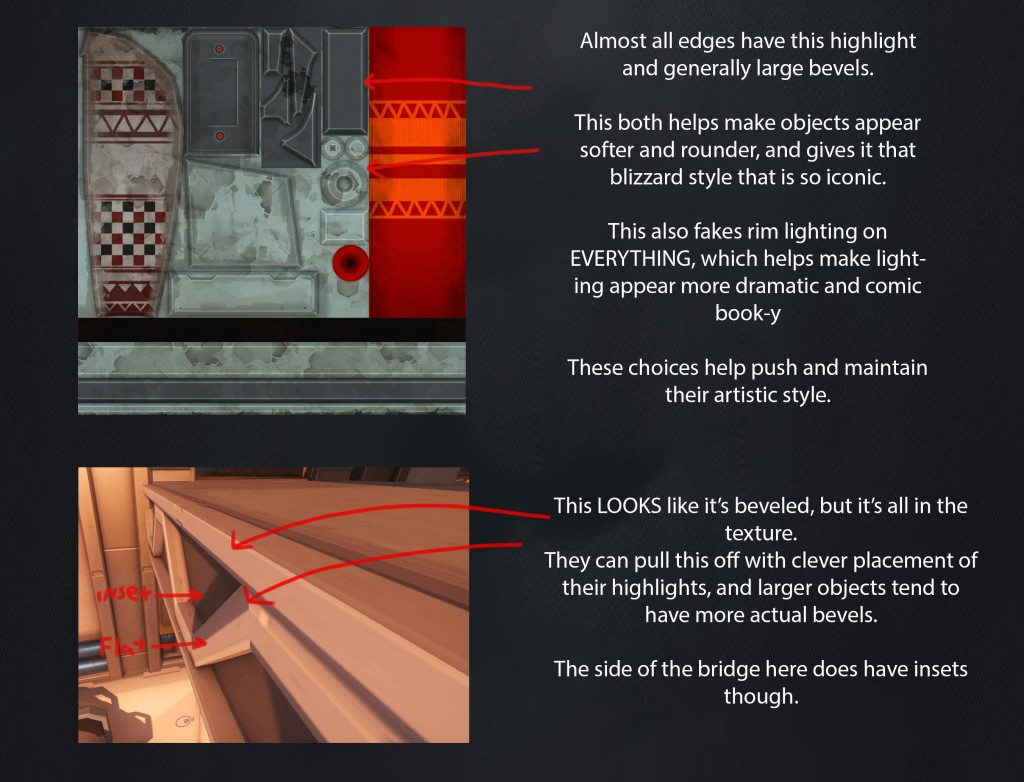 Almost all edges have this highlight
and generally large bevels.
This both helps make objects appear
softer and rounder, and gives it that
blizzard style that is so iconic.
This also fakes rim lighting on
EVERYTHING, which helps make light-
ing appear more dramatic and comic
book-y
These choices help push and maintain
their artistic style.
This LOOKS like it’s beveled, but it’s all in the
texture.
They can pull this off with clever placement of
their highlights, and larger objects tend to
have more actual bevels.
The side of the bridge here does have insets
though.
inset
Flat